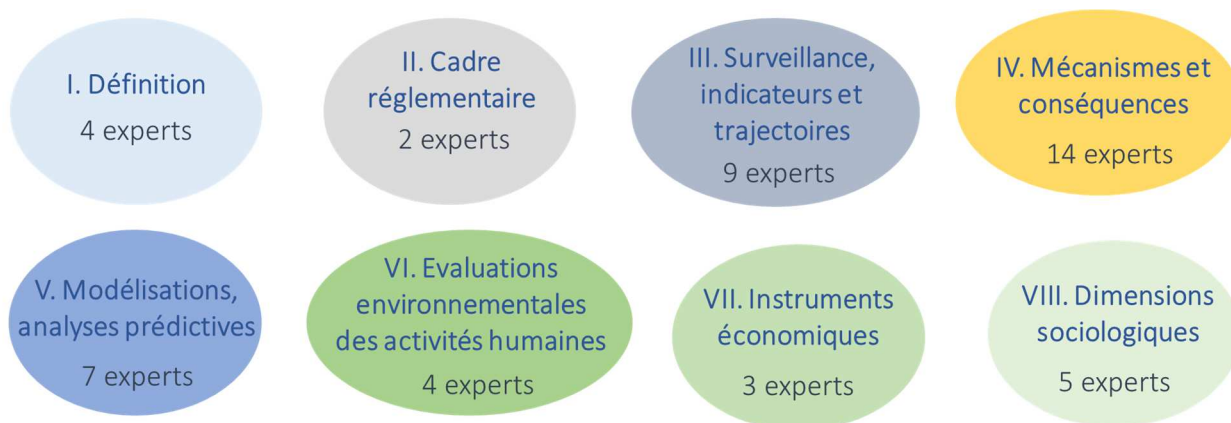 I. Définition
4 experts
II. Cadre
réglementaire
2 experts
III. Surveillance,
indicateurs et
trajectoires
9 experts
IV. Mécanismes et
conséquences
14 experts
V. Modélisations,
analyses prédictives
7 experts
VI. Evaluations
environnementales
des activités humaines
4 experts
VII. Instruments
économiques
3 experts
VIII. Dimensions
sociologiques
5 experts